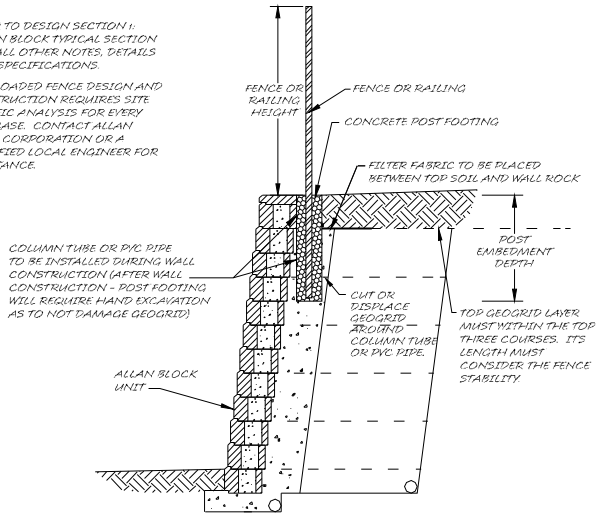 TO DESIGN SECTION 1:
BLOCK TYPICAL SECTION
ALL OTHER NOTES, DETAILS
SPECIFICATIONS.
LOADED FENCE DESIGN AND
REQUIRES SITE
ANALYSIS FOR EVERY
CONTACT ALLAN
CORPORATION OR A
LOCAL ENGINEER FOR
FENCE OR
RAILING
HEIGHT
FENCE OR RAILING
CONCRETE POST FOOTING
FILTER FABRIC TO BE PLACED
BETWEEN TOP SOIL AND WALL ROCK
COLUMN TUBE OR PVC PIPE
TO BE INSTALLED DURING WALL
CONSTRUCTION (AFTER WALL
CONSTRUCTION - POST FOOTING
WILL REQUIRE HAND EXCAVATION
AS TO NOT DAMAGE GEOGRID)
POST
EMBEDMENT
DEPTH
CUT OR
DISPLACE
GEOGRID
AROUND
COLUMN TUBE
OR PVC PIPE.
TOP GEOGRID LAYER
MUST WITHIN THE TOP
THREE COURSES. ITS
LENGTH MUST
CONSIDER THE FENCE
STABILITY.
ALLAN BLOCK
UNIT